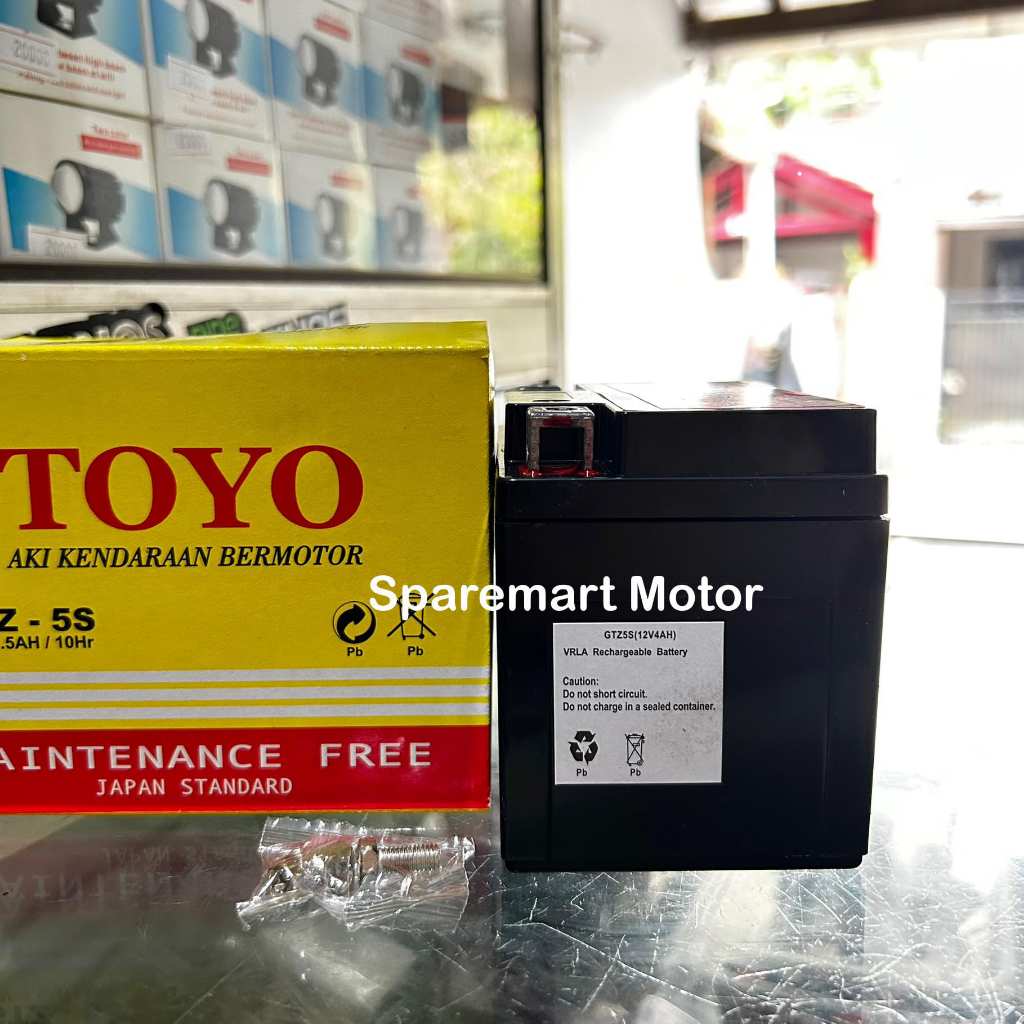 20000
TOYO
AKI KENDARAAN BERMOTOR
Z - 5S
.5AH / 10Hr
Pb
Pb
AINTENANCE FREE
JAPAN STANDARD
Sparemart Motor
GTZ5S(12V4AH)
VRLA Rechargeable Battery
Caution:
Do not short circuit.
Do not charge in a sealed container.
Pb
Pb